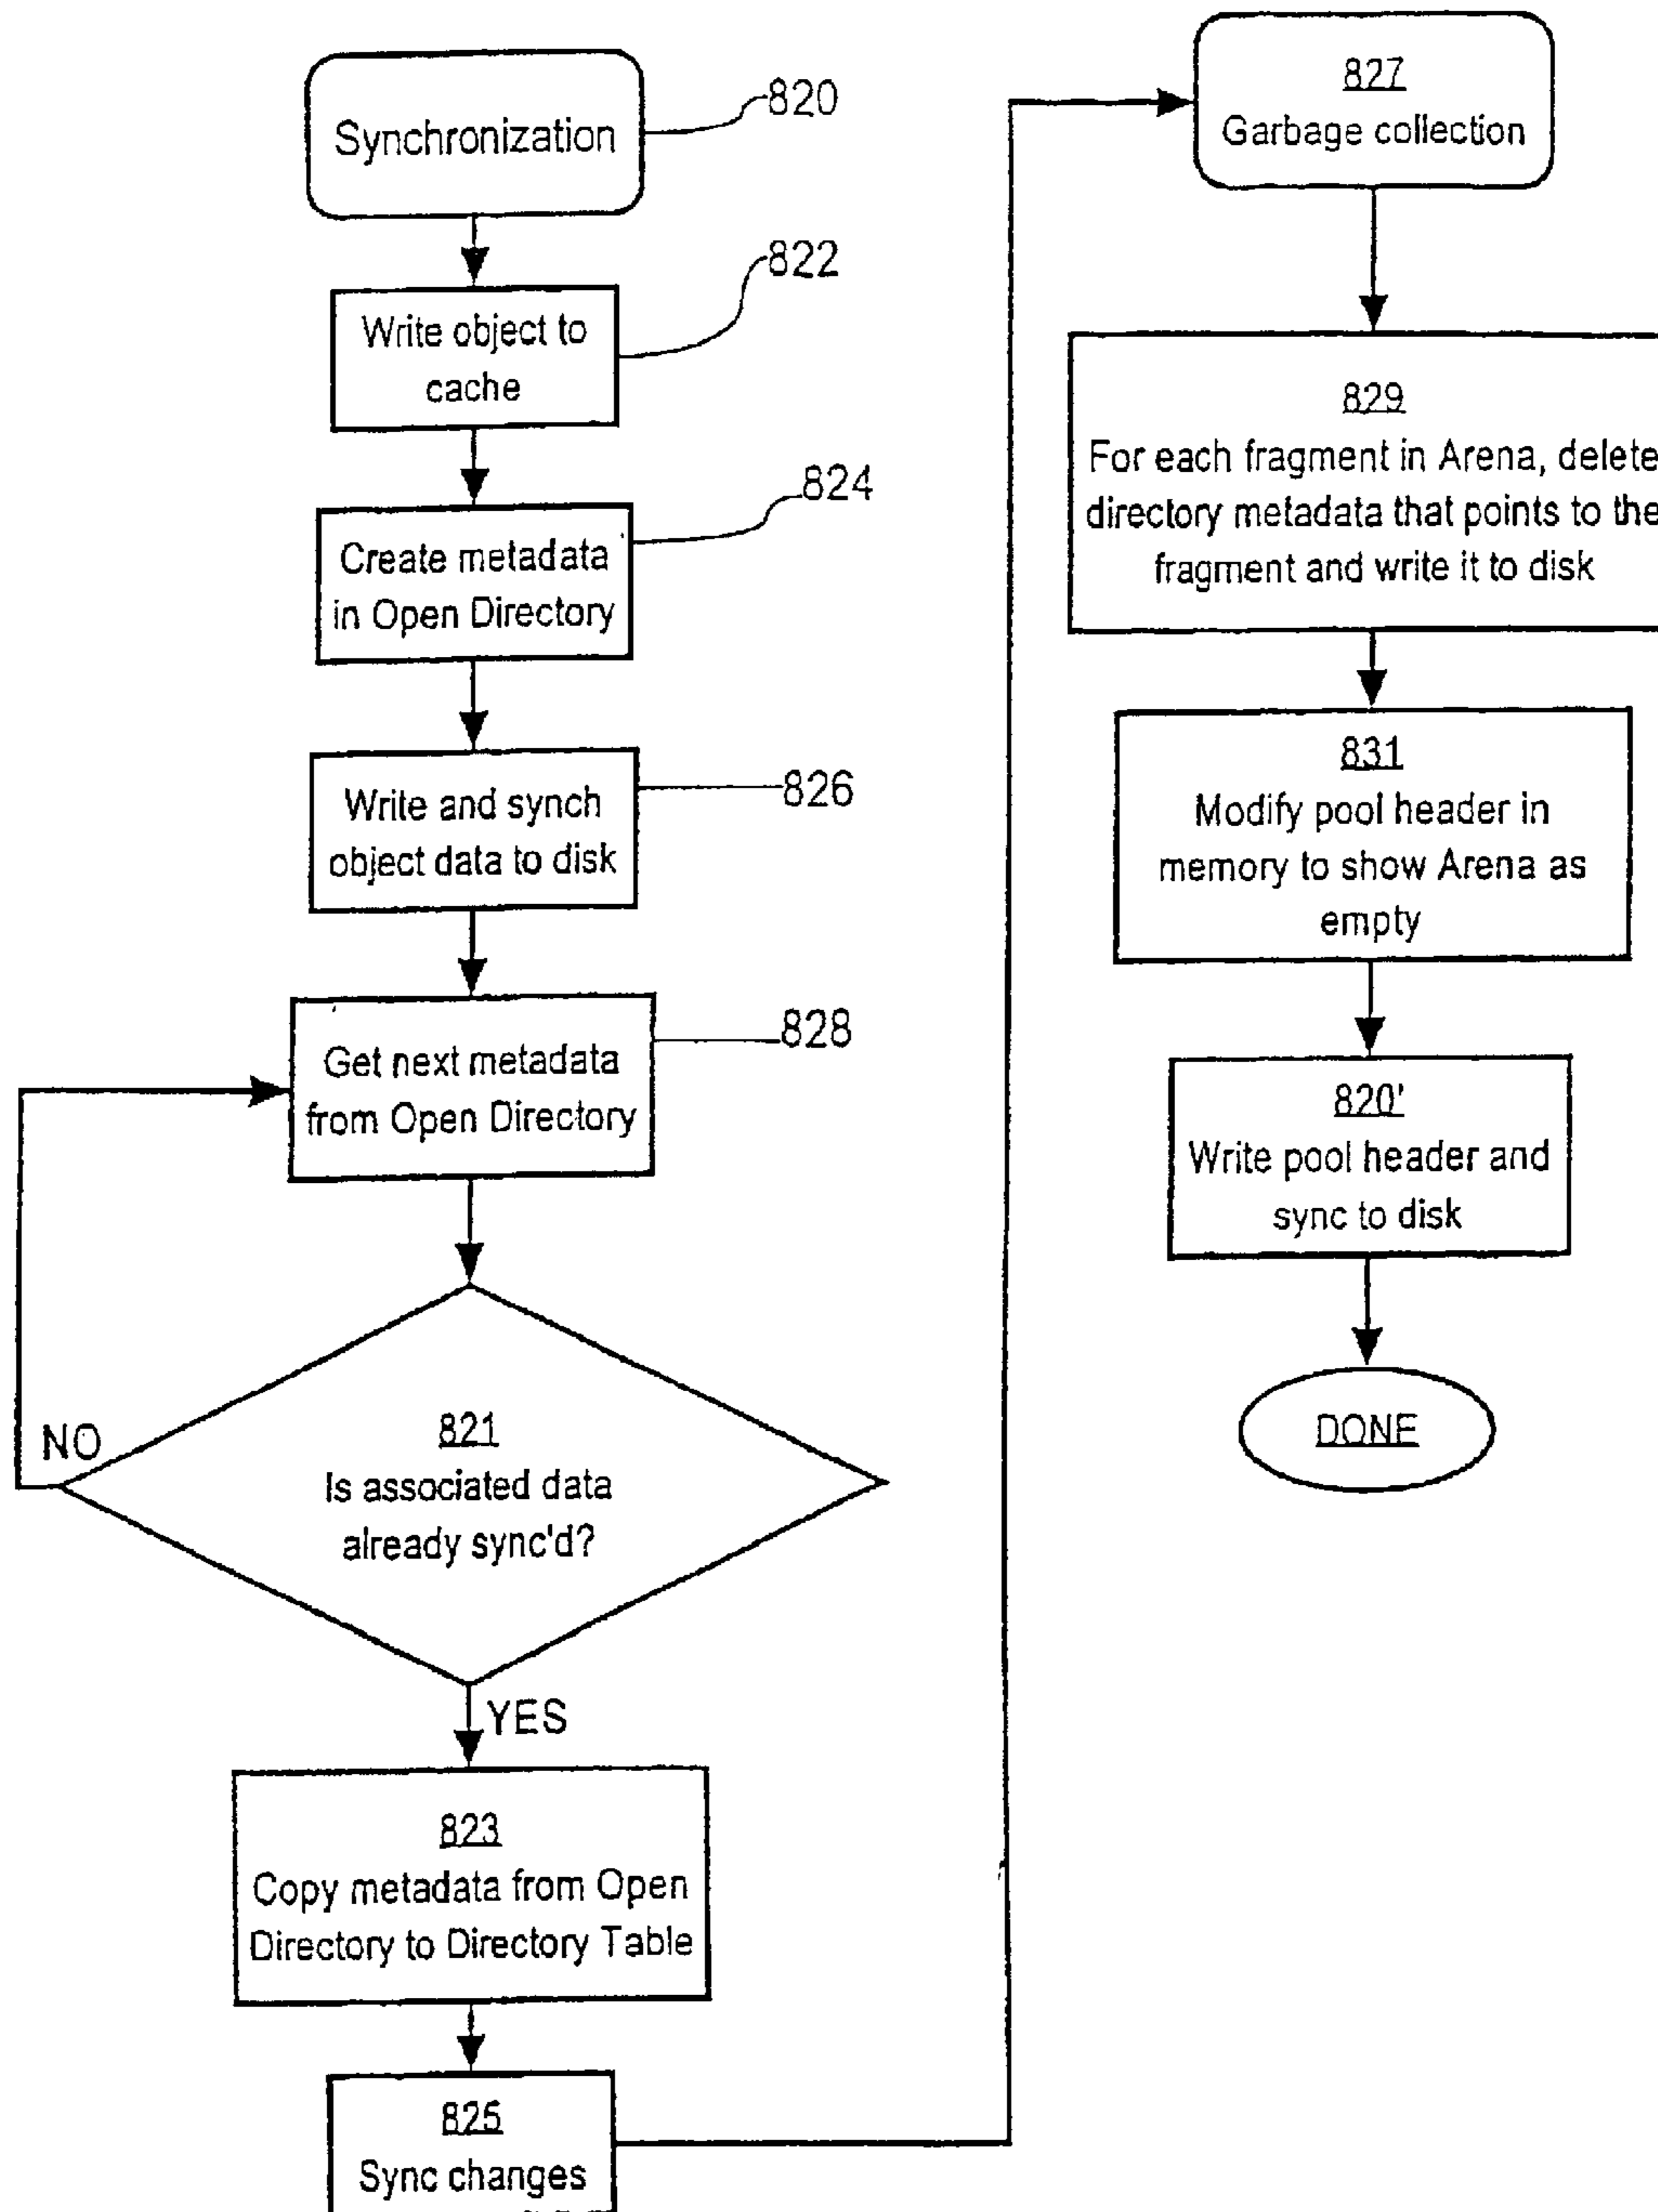 Synchronization
820
Write object to
cache
822
Create metadata
in Open Directory
824
Write and synch
object data to disk
826
Get next metadata
from Open Directory
828
NO
821
Is associated data
already sync'd?
YES
823
Copy metadata from Open
Directory to Directory Table
825
Sync changes
827
Garbage collection
829
For each fragment in Arena, delete
directory metadata that points to the
fragment and write it to disk
831
Modify pool header in
memory to show Arena as
empty
820'
Write pool header and
sync to disk
DONE